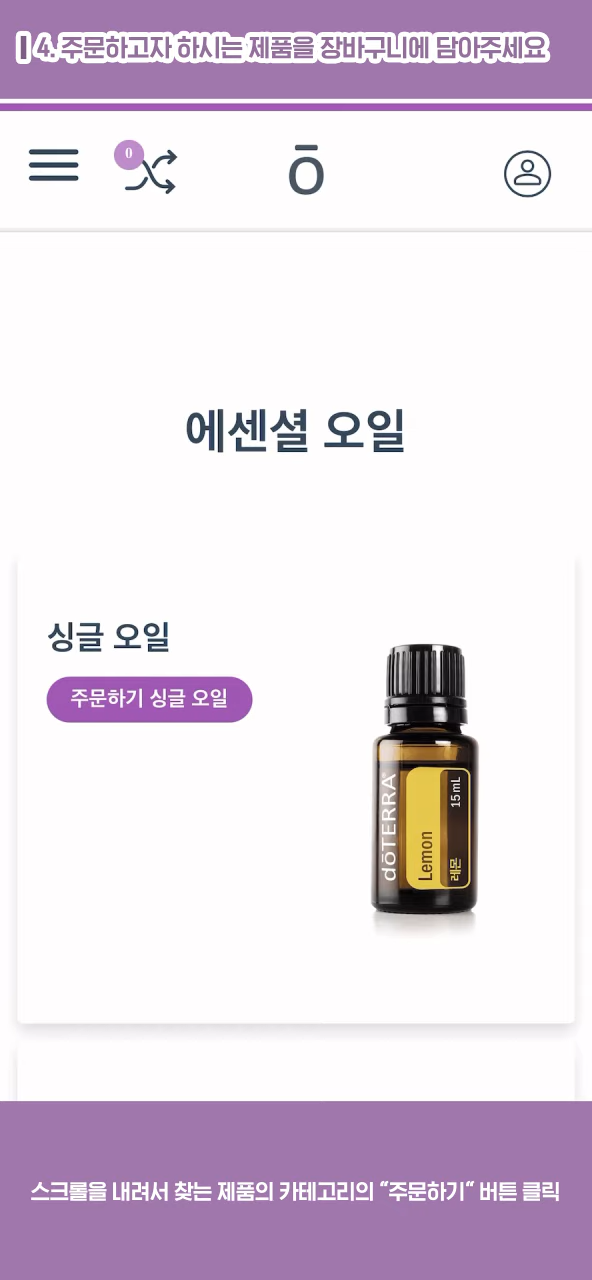 4. 주문하고자 하시는 제품을 장바구니에 담아주세요
0
ō
에센셜 오일
싱글 오일
주문하기 싱글 오일
dōTERRA
Lemon
레몬
15 mL
스크롤을 내려서 찾는 제품의 카테고리의 “주문하기“ 버튼 클릭